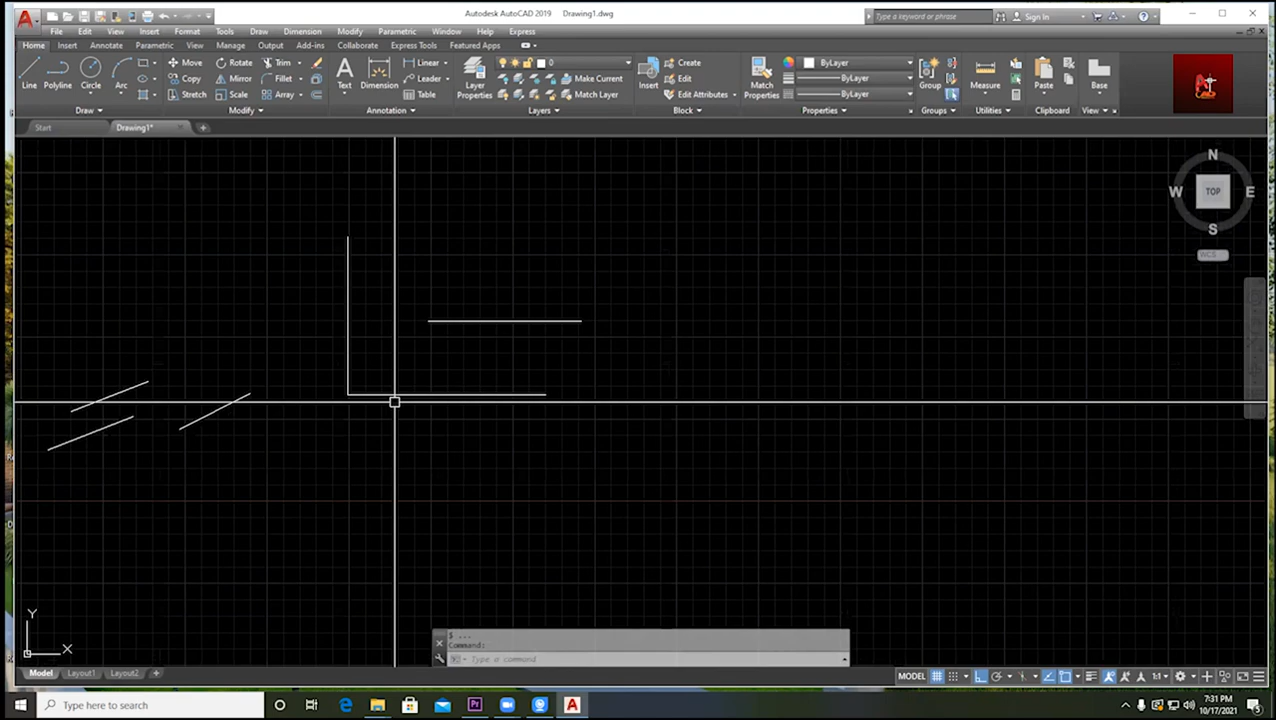 Autodesk AutoCAD 2019 Drawing1.dwg
Type a keyword or phrase
Sign In
File Edit View Insert Format Tools Draw Dimension Modify Parametric Window Help Express
Home Insert Annotate Parametric View Manage Output Add-ins Collaborate Express Tools Featured Apps
Line Polyline Circle Arc
Move Rotate Trim
Copy Mirror Fillet
Stretch Scale Array
Text Dimension
Linear
Leader
Table
Layer Properties
0
Make Current
Match Layer
Insert
Create
Edit
Edit Attributes
Match Properties
ByLayer
ByLayer
ByLayer
Group
Measure
Paste
Base
Draw Modify Annotation Layers Block Properties Groups Utilities Clipboard View
Start Drawing1*
N
W TOP E
S
WCS
Y
X
$ ...
Command:
Type a command
Model Layout1 Layout2
MODEL
1:1
Type here to search
7:31 PM
10/17/2021